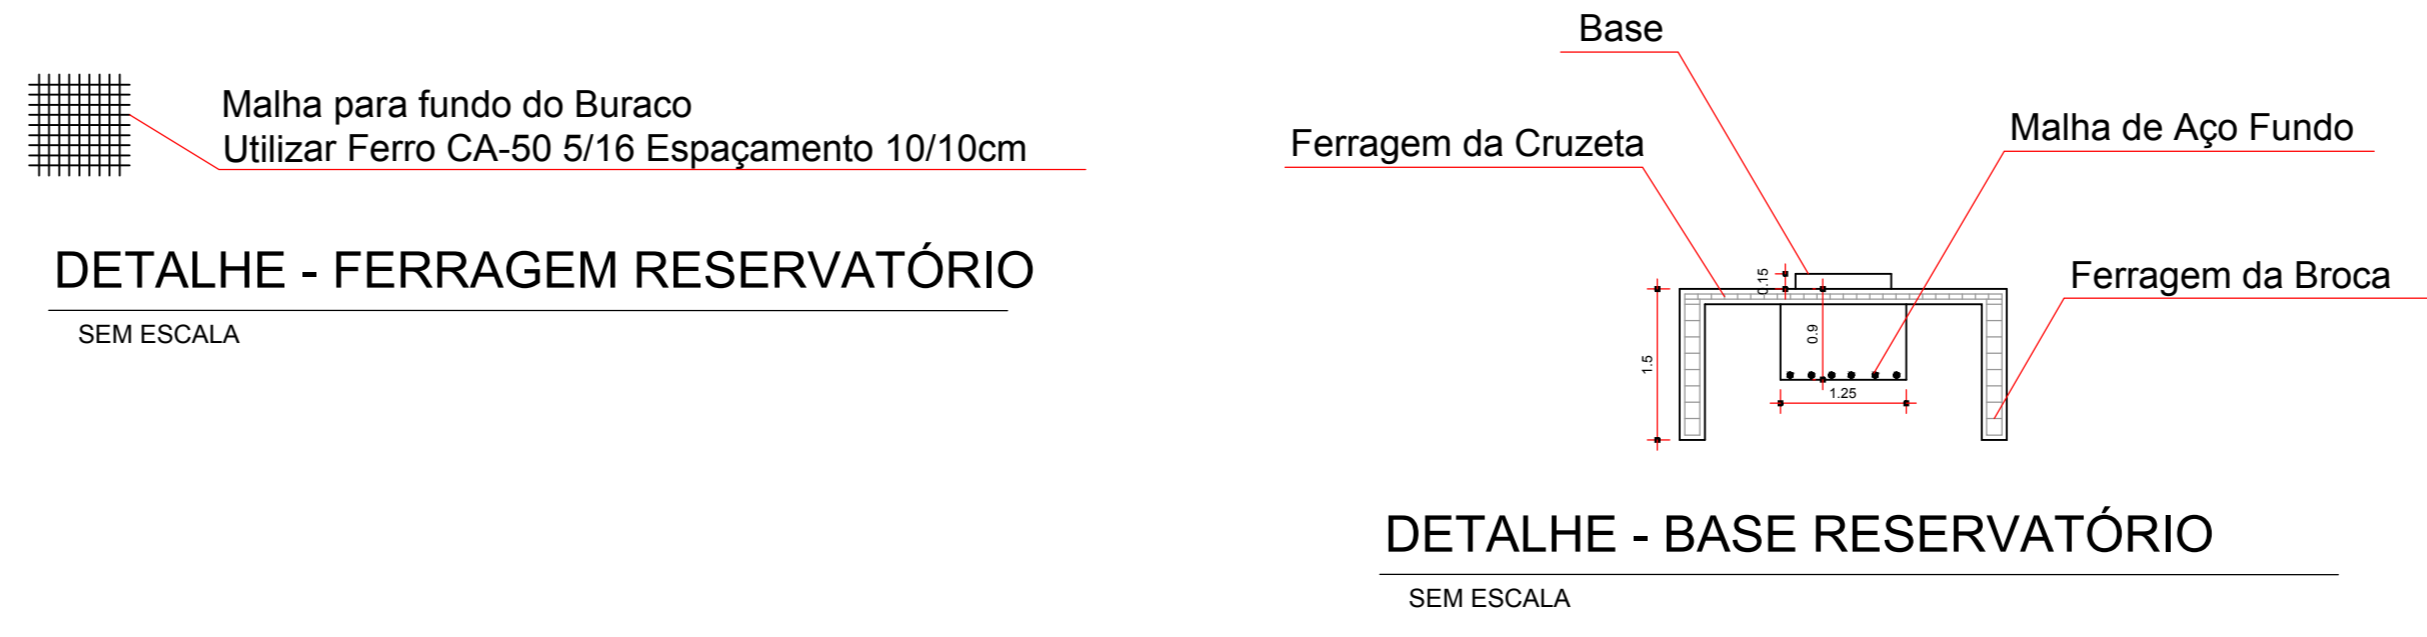 Malha para fundo do Buraco
Utilizar Ferro CA-50 5/16 Espaçamento 10/10cm
DETALHE - FERRAGEM RESERVATÓRIO
SEM ESCALA
Base
Ferragem da Cruzeta
Malha de Aço Fundo
Ferragem da Broca
0.15
0.9
1.5
1.25
DETALHE - BASE RESERVATÓRIO
SEM ESCALA